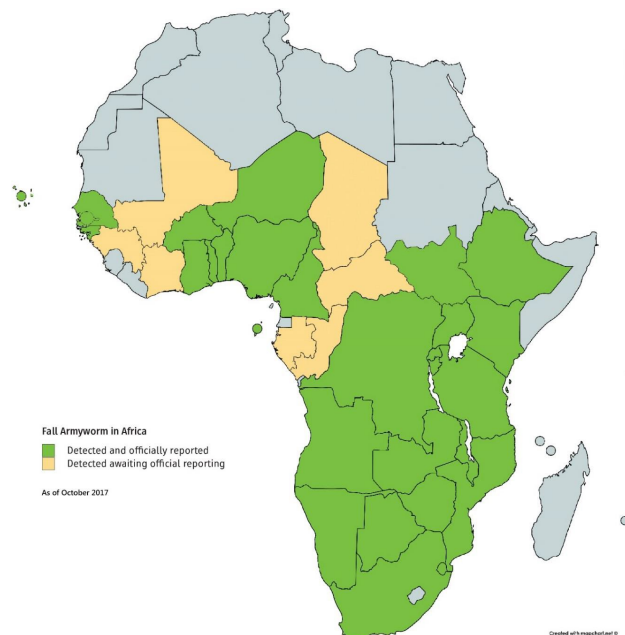 Fall Armyworm in Africa
Detected and officially reported
Detected awaiting official reporting
As of October 2017
Created with mapchart.net ©